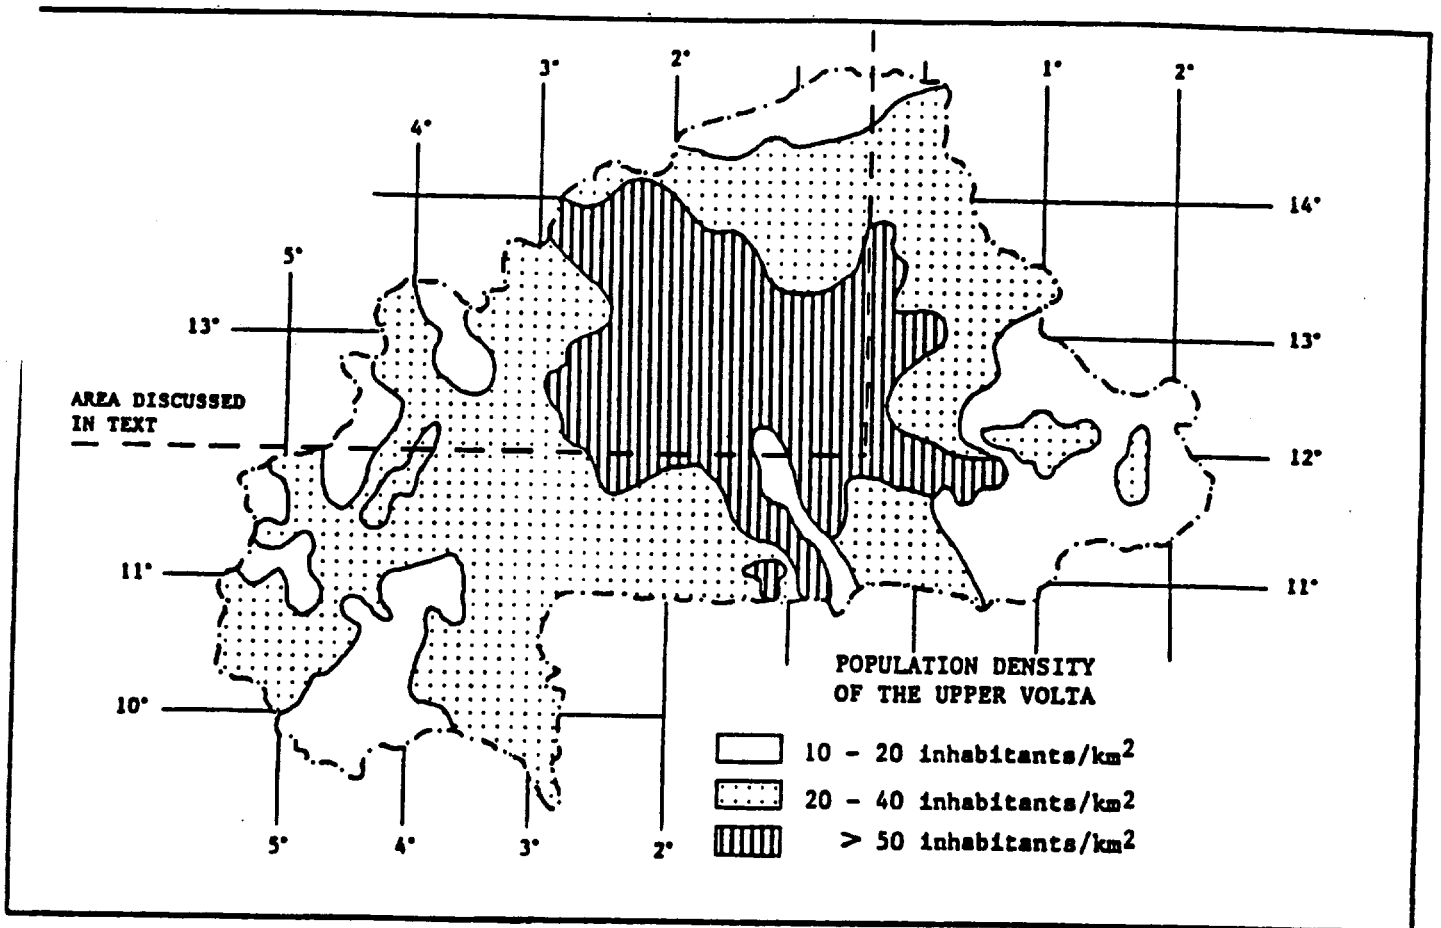 2°
3°
1°
2°
4°
14°
5°
13°
13°
AREA DISCUSSED
IN TEXT
12°
11°
11°
POPULATION DENSITY
OF THE UPPER VOLTA
10°
10 - 20 inhabitants/km²
20 - 40 inhabitants/km²
> 50 inhabitants/km²
5°
4°
3°
2°